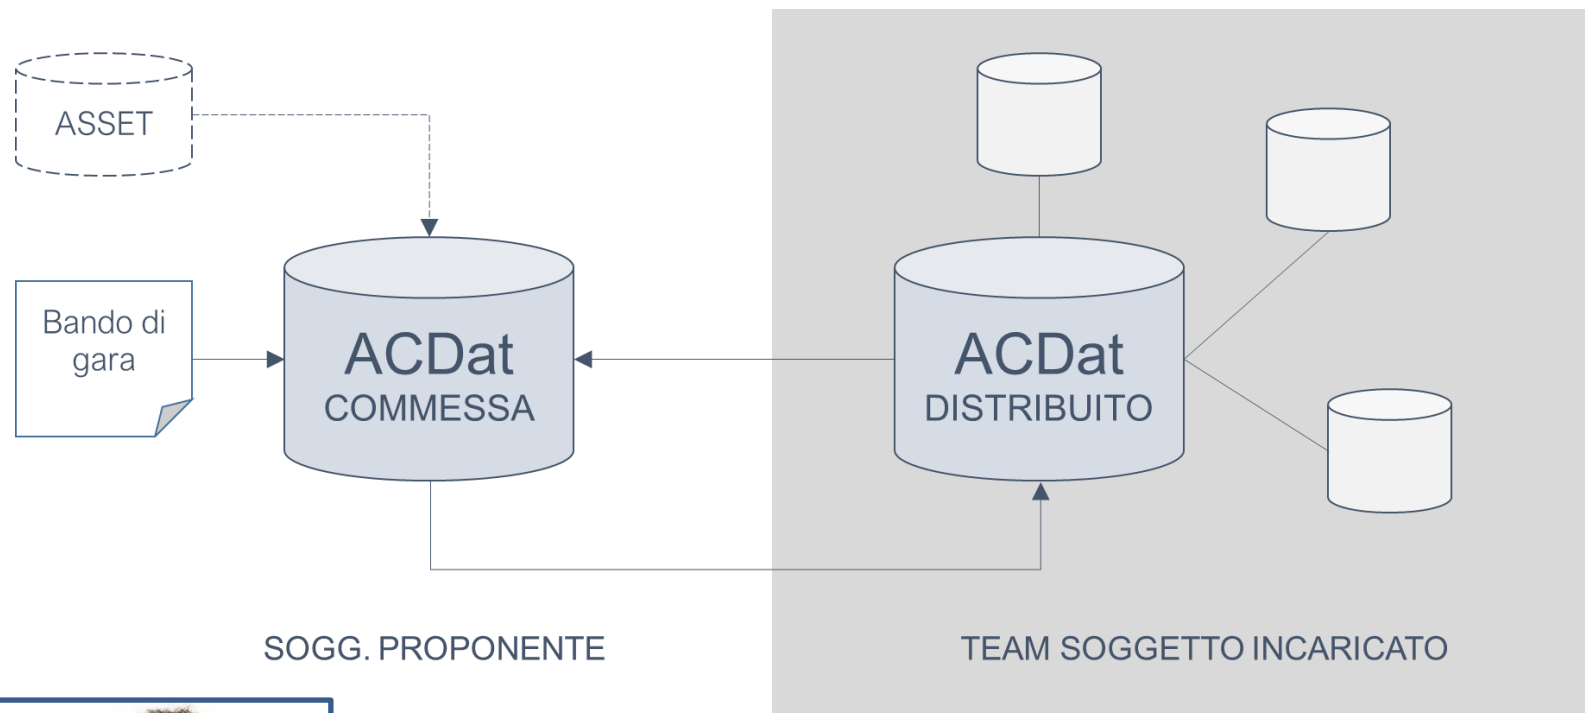 ASSET
Bando di
gara
ACDat
COMMESSA
ACDat
DISTRIBUITO
SOGG. PROPONENTE
TEAM SOGGETTO INCARICATO